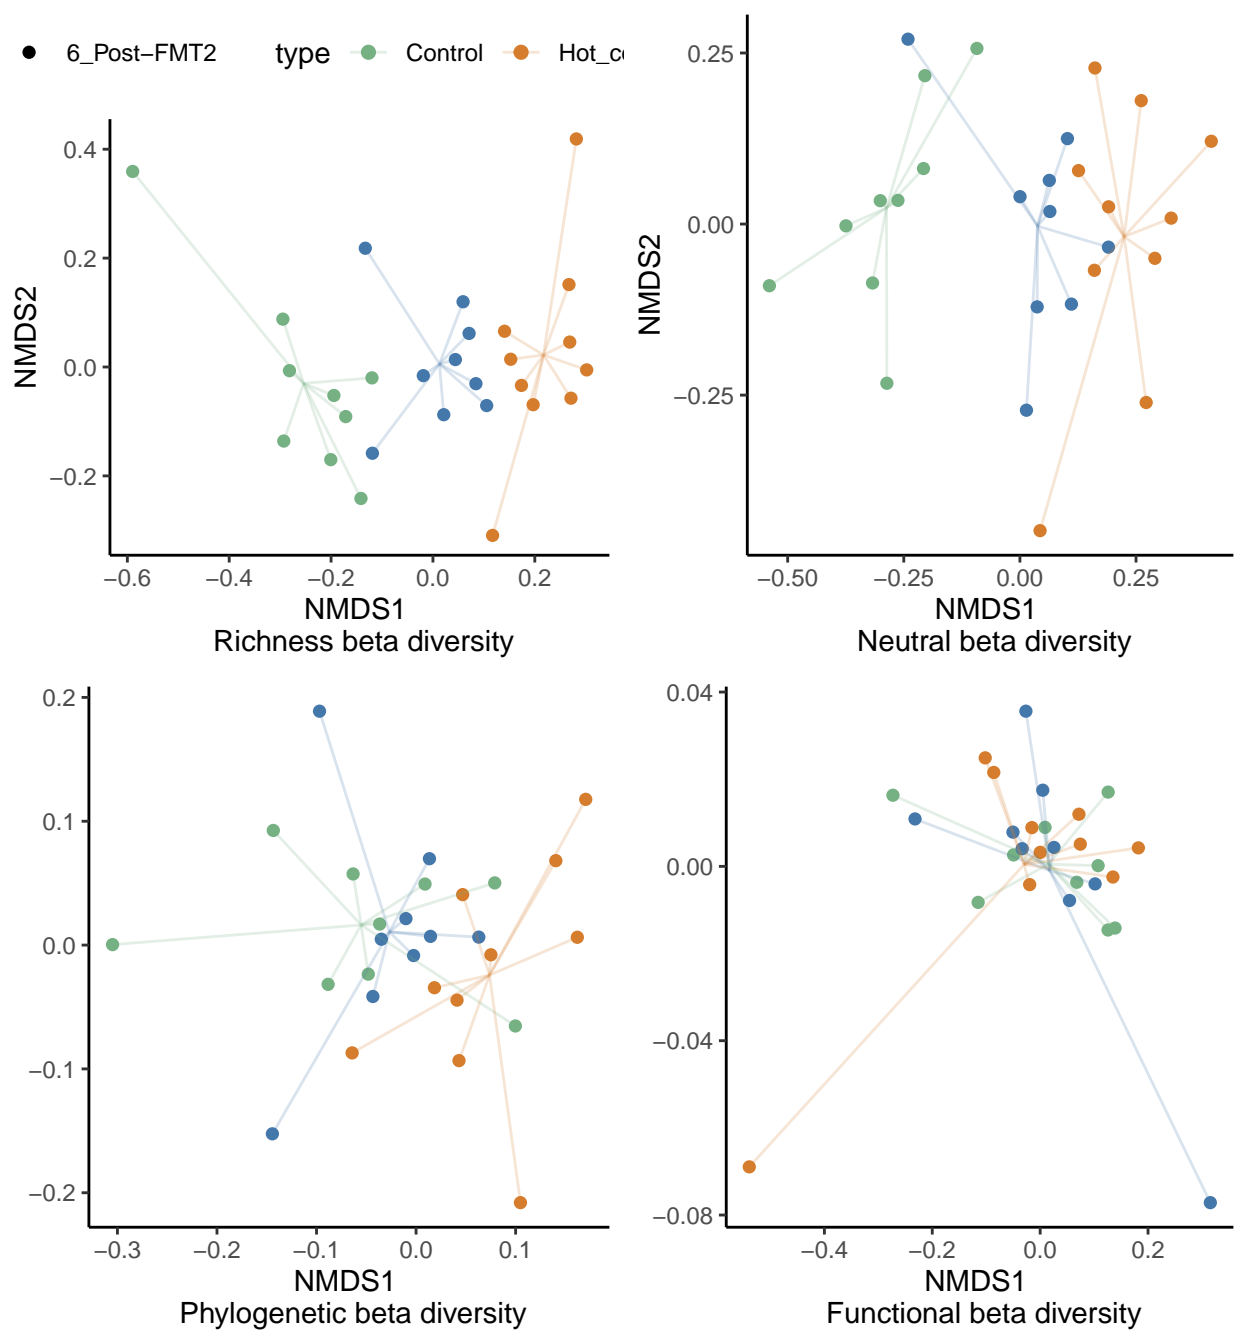 6_Post−FMT2 type Control Hot_c
0.4
0.2
0.0
−0.2
NMDS2
−0.6 −0.4 −0.2 0.0 0.2
NMDS1
Richness beta diversity
0.25
0.00
−0.25
NMDS2
−0.50 −0.25 0.00 0.25
NMDS1
Neutral beta diversity
0.2
0.1
0.0
−0.1
−0.2
−0.3 −0.2 −0.1 0.0 0.1
NMDS1
Phylogenetic beta diversity
0.04
0.00
−0.04
−0.08
−0.4 −0.2 0.0 0.2
NMDS1
Functional beta diversity